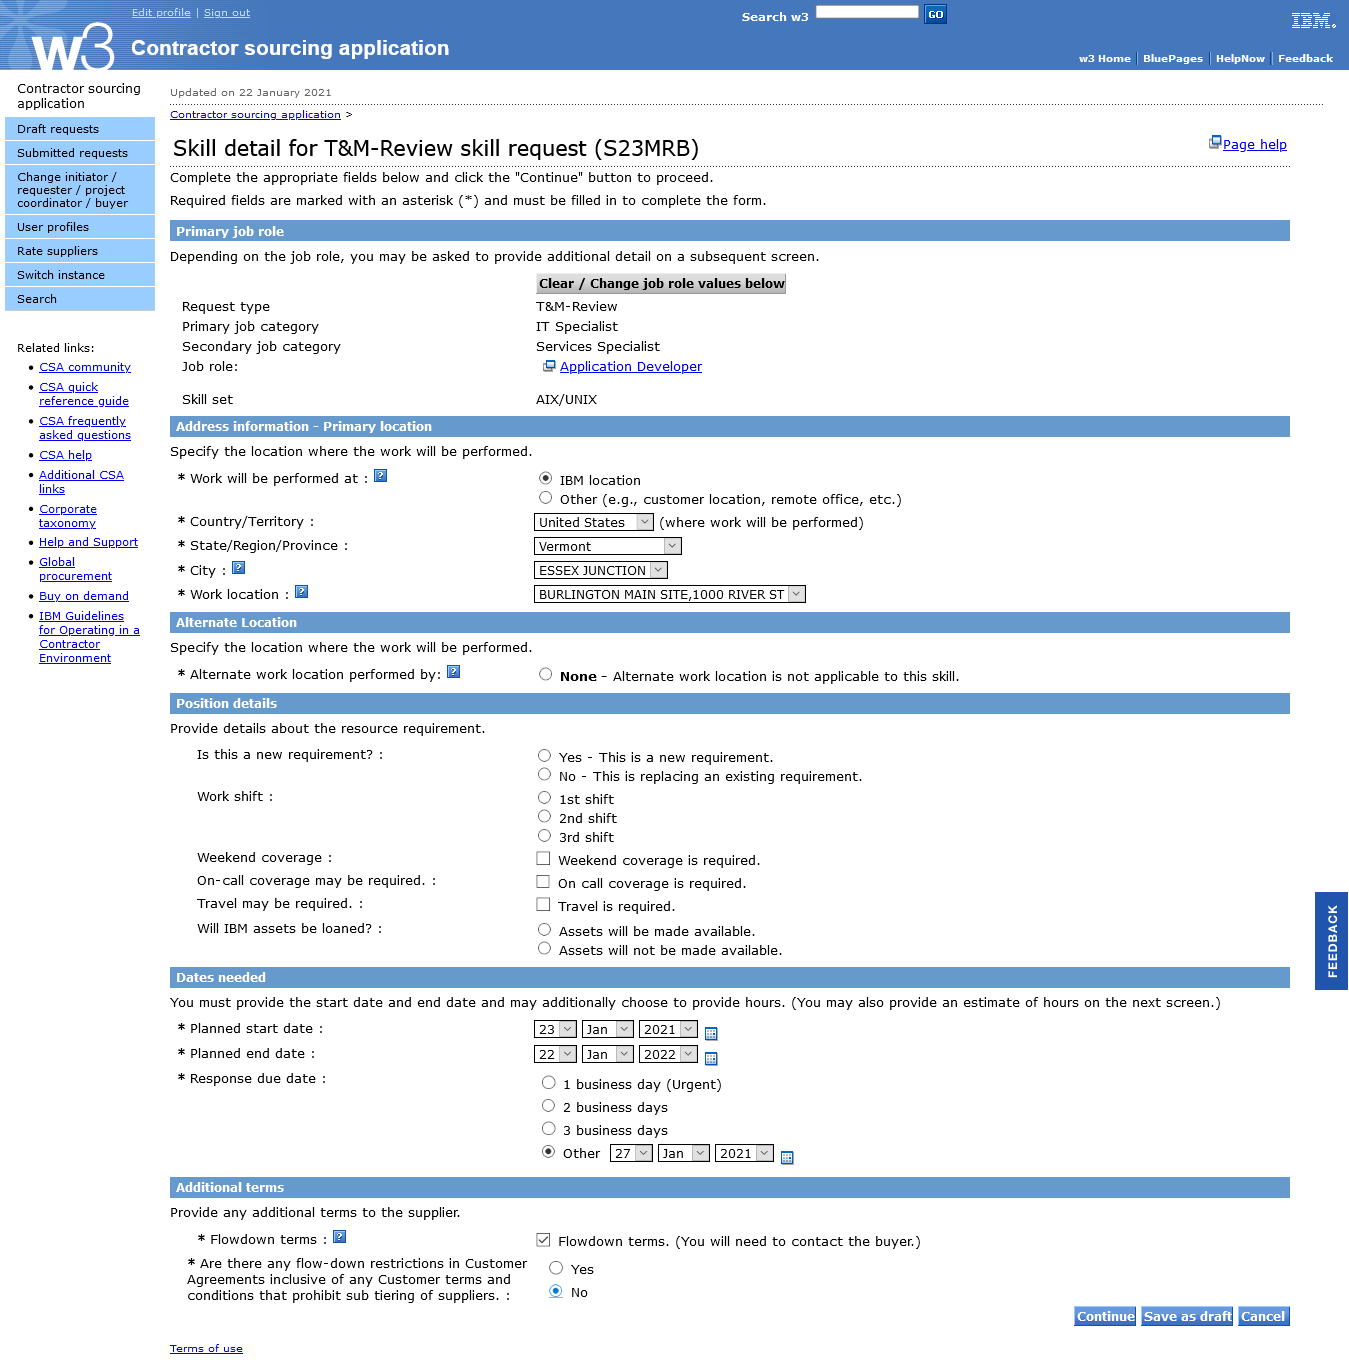 Edit profile | Sign out
Search w3
GO
IBM.
w3 Contractor sourcing application
w3 Home | BluePages | HelpNow | Feedback
Contractor sourcing application
Draft requests
Submitted requests
Change initiator /
requester / project
coordinator / buyer
User profiles
Rate suppliers
Switch instance
Search
Related links:
CSA community
CSA quick
reference guide
CSA frequently
asked questions
CSA help
Additional CSA
links
Corporate
taxonomy
Help and Support
Global
procurement
Buy on demand
IBM Guidelines
for Operating in a
Contractor
Environment
Updated on 22 January 2021
Contractor sourcing application >
Skill detail for T&M-Review skill request (S23MRB)
Page help
Complete the appropriate fields below and click the "Continue" button to proceed.
Required fields are marked with an asterisk (*) and must be filled in to complete the form.
Primary job role
Depending on the job role, you may be asked to provide additional detail on a subsequent screen.
Clear / Change job role values below
Request type T&M-Review
Primary job category IT Specialist
Secondary job category Services Specialist
Job role: Application Developer
Skill set AIX/UNIX
Address information - Primary location
Specify the location where the work will be performed.
* Work will be performed at : ? IBM location
Other (e.g., customer location, remote office, etc.)
* Country/Territory : United States (where work will be performed)
* State/Region/Province : Vermont
* City : ? ESSEX JUNCTION
* Work location : ? BURLINGTON MAIN SITE,1000 RIVER ST
Alternate Location
Specify the location where the work will be performed.
* Alternate work location performed by: ? None - Alternate work location is not applicable to this skill.
Position details
Provide details about the resource requirement.
Is this a new requirement? : Yes - This is a new requirement.
No - This is replacing an existing requirement.
Work shift : 1st shift
2nd shift
3rd shift
Weekend coverage : Weekend coverage is required.
On-call coverage may be required. : On call coverage is required.
Travel may be required. : Travel is required.
Will IBM assets be loaned? : Assets will be made available.
Assets will not be made available.
Dates needed
You must provide the start date and end date and may additionally choose to provide hours. (You may also provide an estimate of hours on the next screen.)
* Planned start date : 23 Jan 2021
* Planned end date : 22 Jan 2022
* Response due date : 1 business day (Urgent)
2 business days
3 business days
Other 27 Jan 2021
Additional terms
Provide any additional terms to the supplier.
* Flowdown terms : ? Flowdown terms. (You will need to contact the buyer.)
* Are there any flow-down restrictions in Customer
Agreements inclusive of any Customer terms and
conditions that prohibit sub tiering of suppliers. :
Yes
No
Continue Save as draft Cancel
Terms of use
FEEDBACK